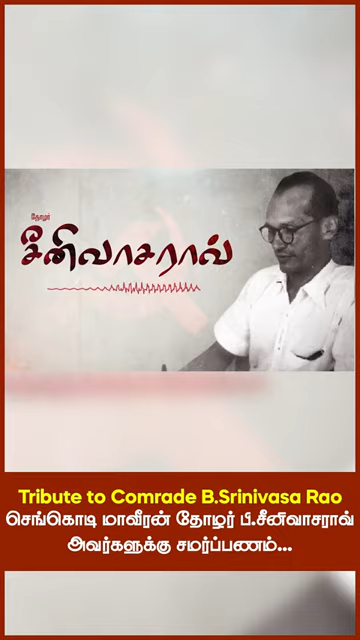 தோழர்
சீனிவாசராவ்
Tribute to Comrade B.Srinivasa Rao
செங்கொடி மாவீரன் தோழர் பி.சீனிவாசராவ்
அவர்களுக்கு சமர்ப்பணம்...